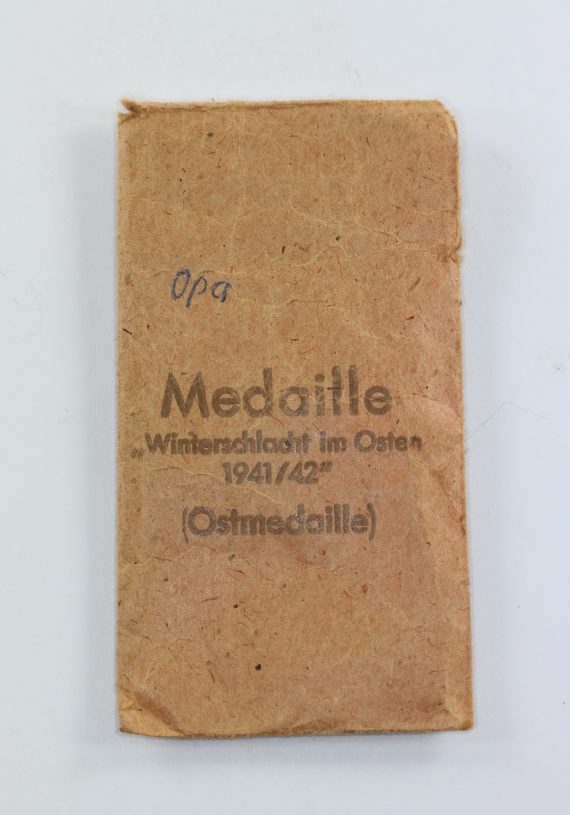 Opa
Medaille
„Winterschlacht im Osten
1941/42"
(Ostmedaille)